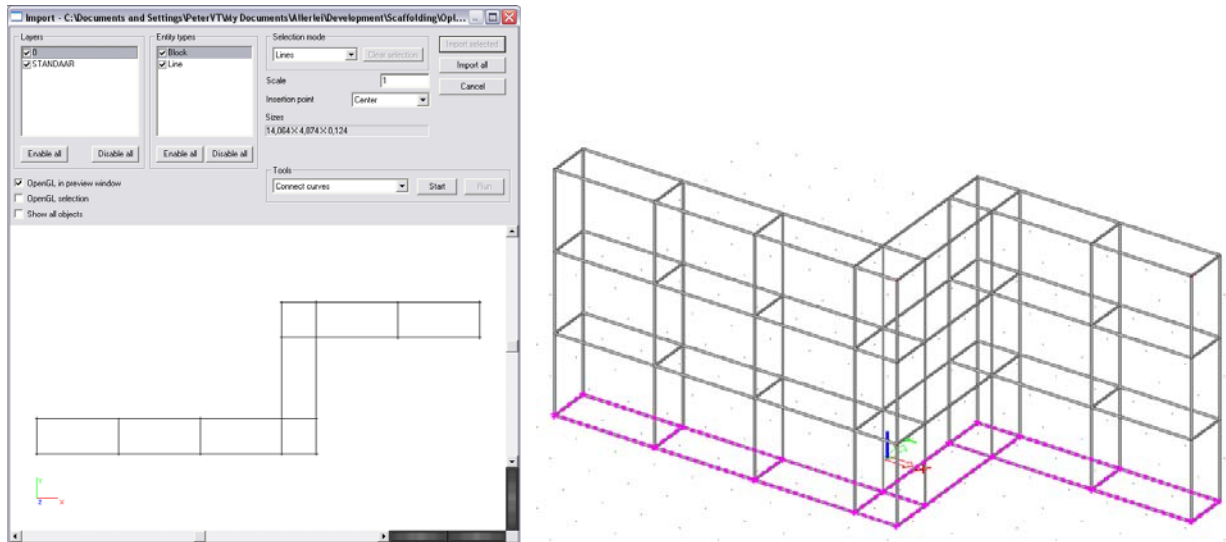 Import - C:\Documents and Settings\PeterVT\My Documents\Allerlei\Development\Scaffolding\Opl...
Layers
0
STANDAAR
Enable all
Disable all
Entity types
Block
Line
Enable all
Disable all
Selection mode
Lines
Clear selection
Scale
1
Insertion point
Center
Sizes
14,064 X 4,874 X 0,124
Import selected
Import all
Cancel
OpenGL in preview window
OpenGL selection
Show all objects
Tools
Connect curves
Start
Run
Y
Z
X